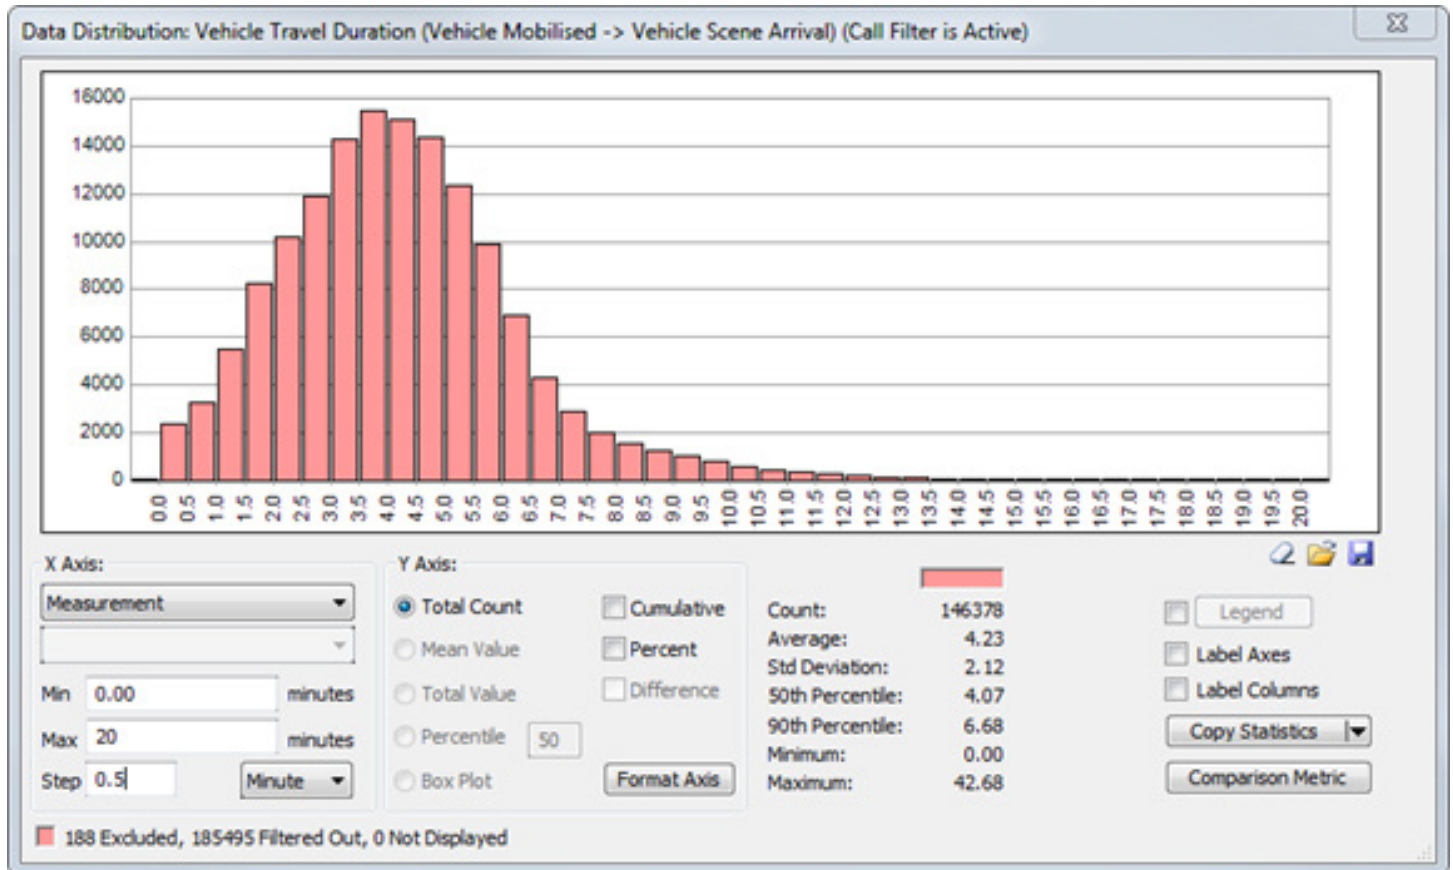 Data Distribution: Vehicle Travel Duration (Vehicle Mobilised -> Vehicle Scene Arrival) (Call Filter is Active)
16000
14000
12000
10000
8000
6000
4000
2000
0
0.0 0.5 1.0 1.5 2.0 2.5 3.0 3.5 4.0 4.5 5.0 5.5 6.0 6.5 7.0 7.5 8.0 8.5 9.0 9.5 10.0 10.5 11.0 11.5 12.0 12.5 13.0 13.5 14.0 14.5 15.0 15.5 16.0 16.5 17.0 17.5 18.0 18.5 19.0 19.5 20.0
X Axis:
Measurement
Min 0.00 minutes
Max 20 minutes
Step 0.5 Minute
Y Axis:
Total Count
Mean Value
Total Value
Percentile 50
Box Plot
Cumulative
Percent
Difference
Format Axis
Count: 146378
Average: 4.23
Std Deviation: 2.12
50th Percentile: 4.07
90th Percentile: 6.68
Minimum: 0.00
Maximum: 42.68
Legend
Label Axes
Label Columns
Copy Statistics
Comparison Metric
188 Excluded, 185495 Filtered Out, 0 Not Displayed